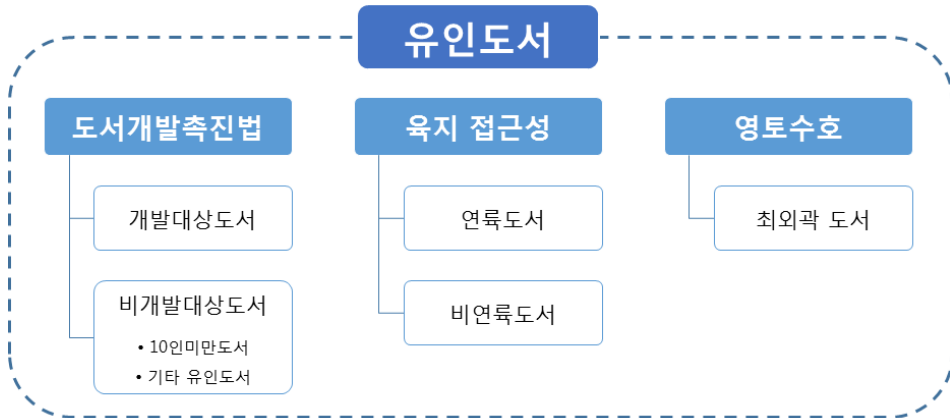 유인도서
도서개발촉진법
개발대상도서
비개발대상도서
• 10인미만도서
• 기타 유인도서
육지 접근성
연륙도서
비연륙도서
영토수호
최외곽 도서